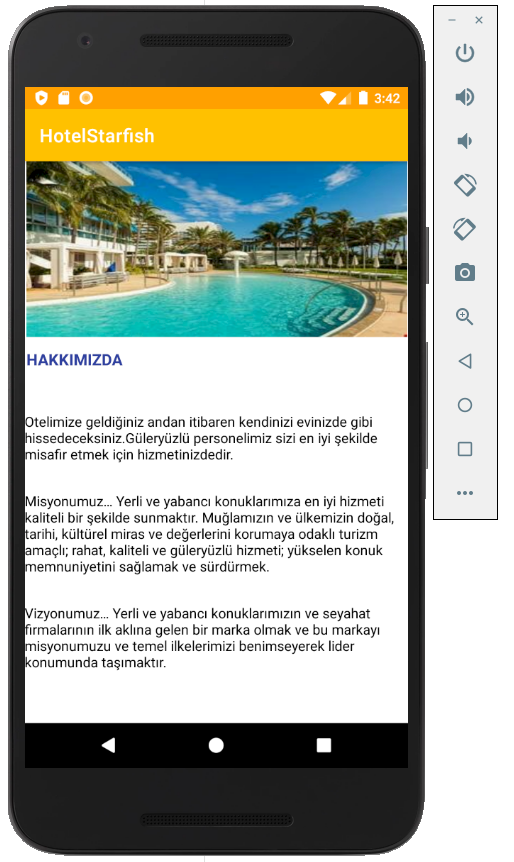 3:42
HotelStarfish
HAKKIMIZDA
Otelimize geldiğiniz andan itibaren kendinizi evinizde gibi
hissedeceksiniz.Güleryüzlü personelimiz sizi en iyi şekilde
misafir etmek için hizmetinizdedir.
Misyonumuz... Yerli ve yabancı konuklarımıza en iyi hizmeti
kaliteli bir şekilde sunmaktır. Muğlamızın ve ülkemizin doğal,
tarihi, kültürel miras ve değerlerini korumaya odaklı turizm
amaçlı; rahat, kaliteli ve güleryüzlü hizmeti; yükselen konuk
memnuniyetini sağlamak ve sürdürmek.
Vizyonumuz... Yerli ve yabancı konuklarımızın ve seyahat
firmalarının ilk aklına gelen bir marka olmak ve bu markayı
misyonumuzu ve temel ilkelerimizi benimseyerek lider
konumunda taşımaktır.